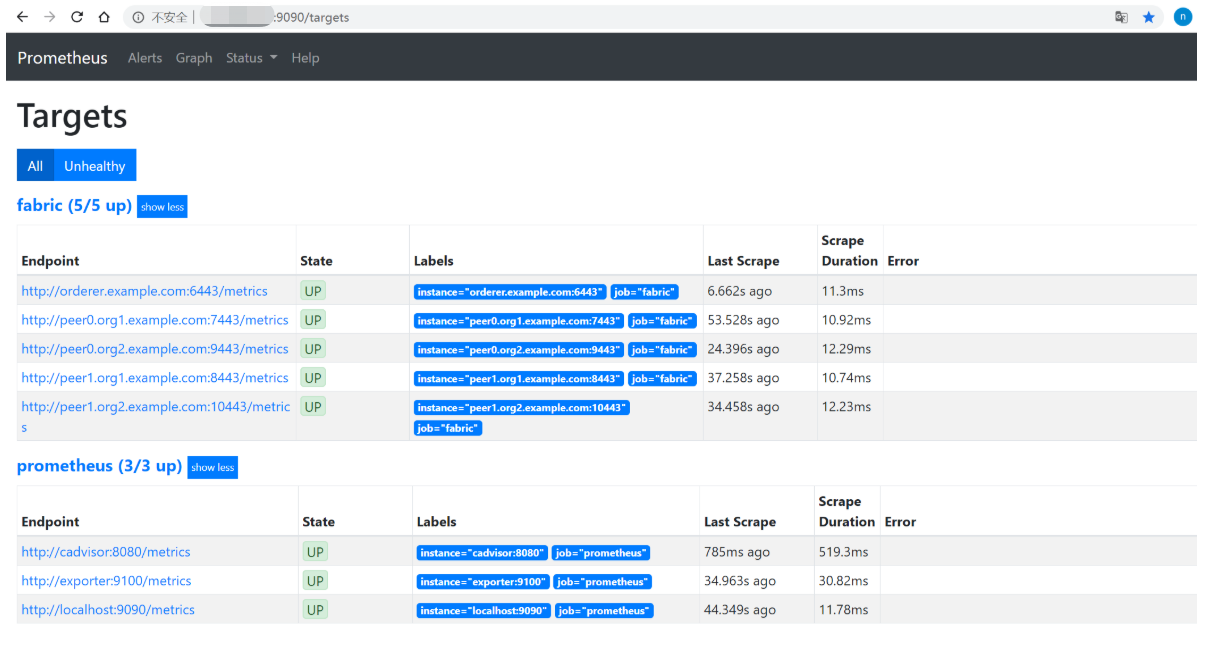 不安全 | :9090/targets
n
Prometheus Alerts Graph Status Help
Targets
All Unhealthy
fabric (5/5 up) show less
Scrape
Endpoint State Labels Last Scrape Duration Error
http://orderer.example.com:6443/metrics UP instance="orderer.example.com:6443" job="fabric" 6.662s ago 11.3ms
http://peer0.org1.example.com:7443/metrics UP instance="peer0.org1.example.com:7443" job="fabric" 53.528s ago 10.92ms
http://peer0.org2.example.com:9443/metrics UP instance="peer0.org2.example.com:9443" job="fabric" 24.396s ago 12.29ms
http://peer1.org1.example.com:8443/metrics UP instance="peer1.org1.example.com:8443" job="fabric" 37.258s ago 10.74ms
http://peer1.org2.example.com:10443/metric UP instance="peer1.org2.example.com:10443" 34.458s ago 12.23ms
s job="fabric"
prometheus (3/3 up) show less
Scrape
Endpoint State Labels Last Scrape Duration Error
http://cadvisor:8080/metrics UP instance="cadvisor:8080" job="prometheus" 785ms ago 519.3ms
http://exporter:9100/metrics UP instance="exporter:9100" job="prometheus" 34.963s ago 30.82ms
http://localhost:9090/metrics UP instance="localhost:9090" job="prometheus" 44.349s ago 11.78ms